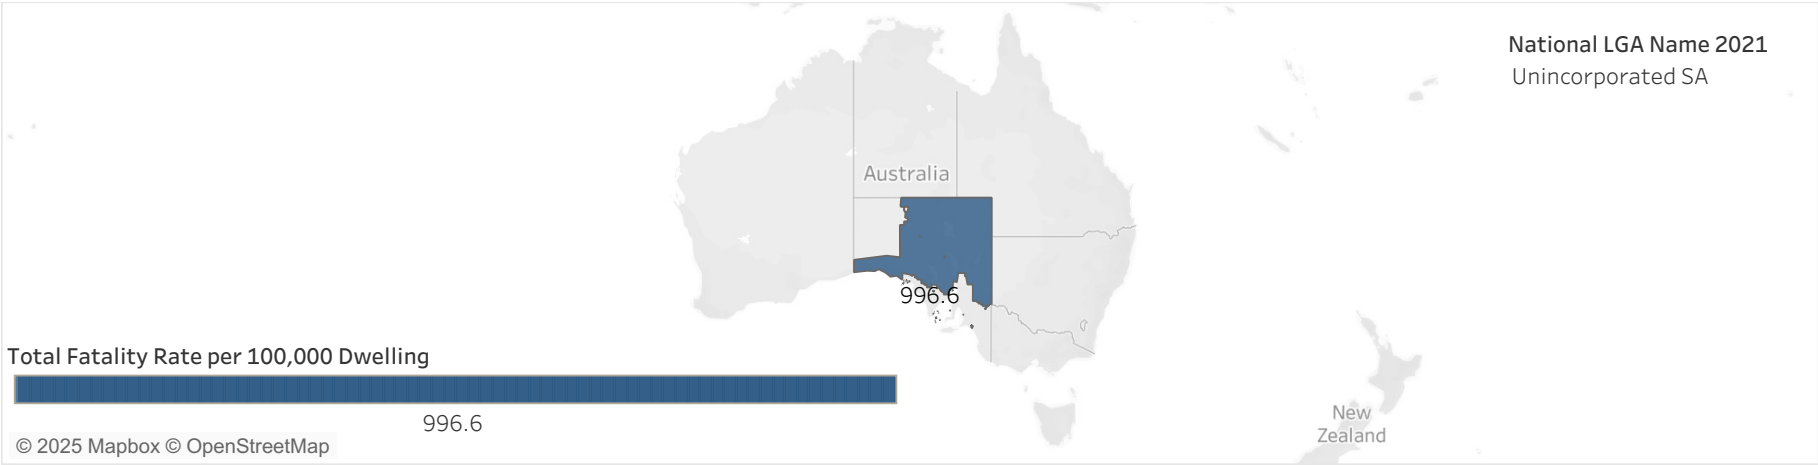 National LGA Name 2021
Unincorporated SA
Australia
996.6
Total Fatality Rate per 100,000 Dwelling
996.6
New
Zealand
© 2025 Mapbox © OpenStreetMap